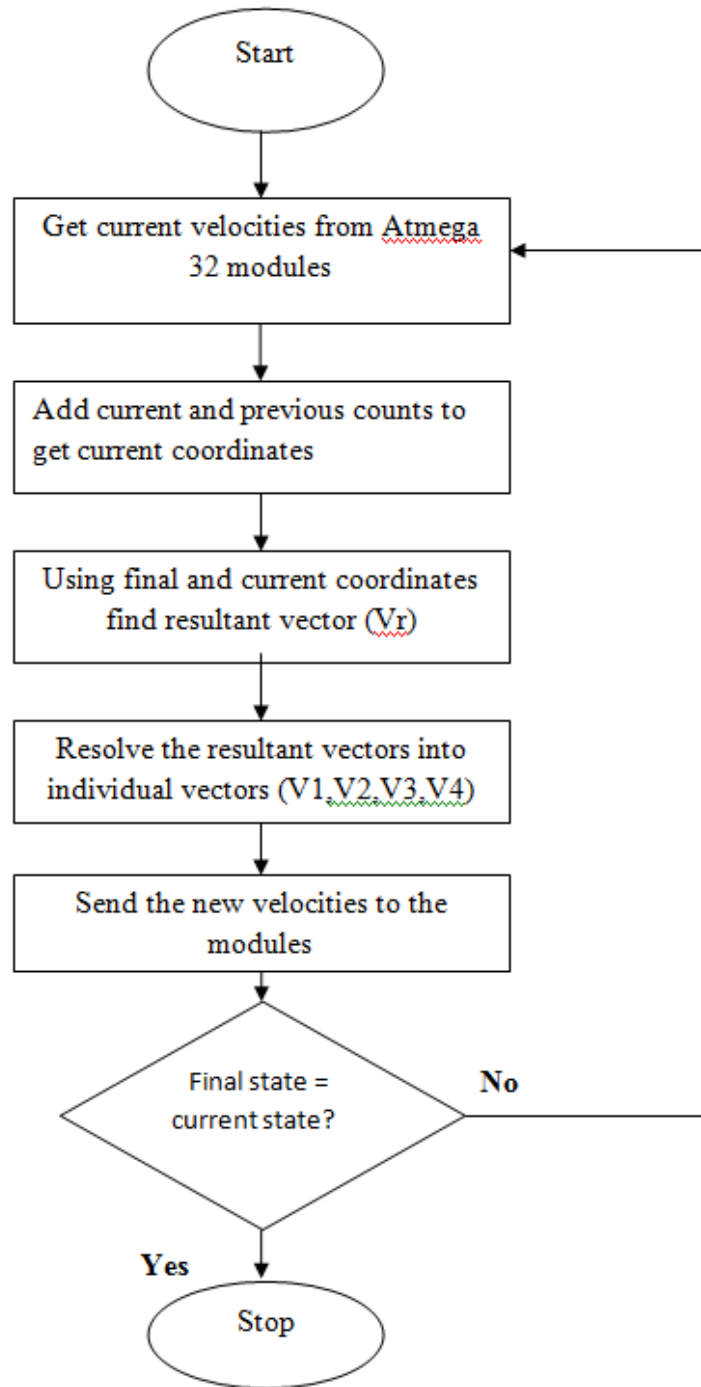 Start
Get current velocities from Atmega
32 modules
Add current and previous counts to
get current coordinates
Using final and current coordinates
find resultant vector (Vr)
Resolve the resultant vectors into
individual vectors (V1,V2,V3,V4)
Send the new velocities to the
modules
Final state =
current state?
No
Yes
Stop